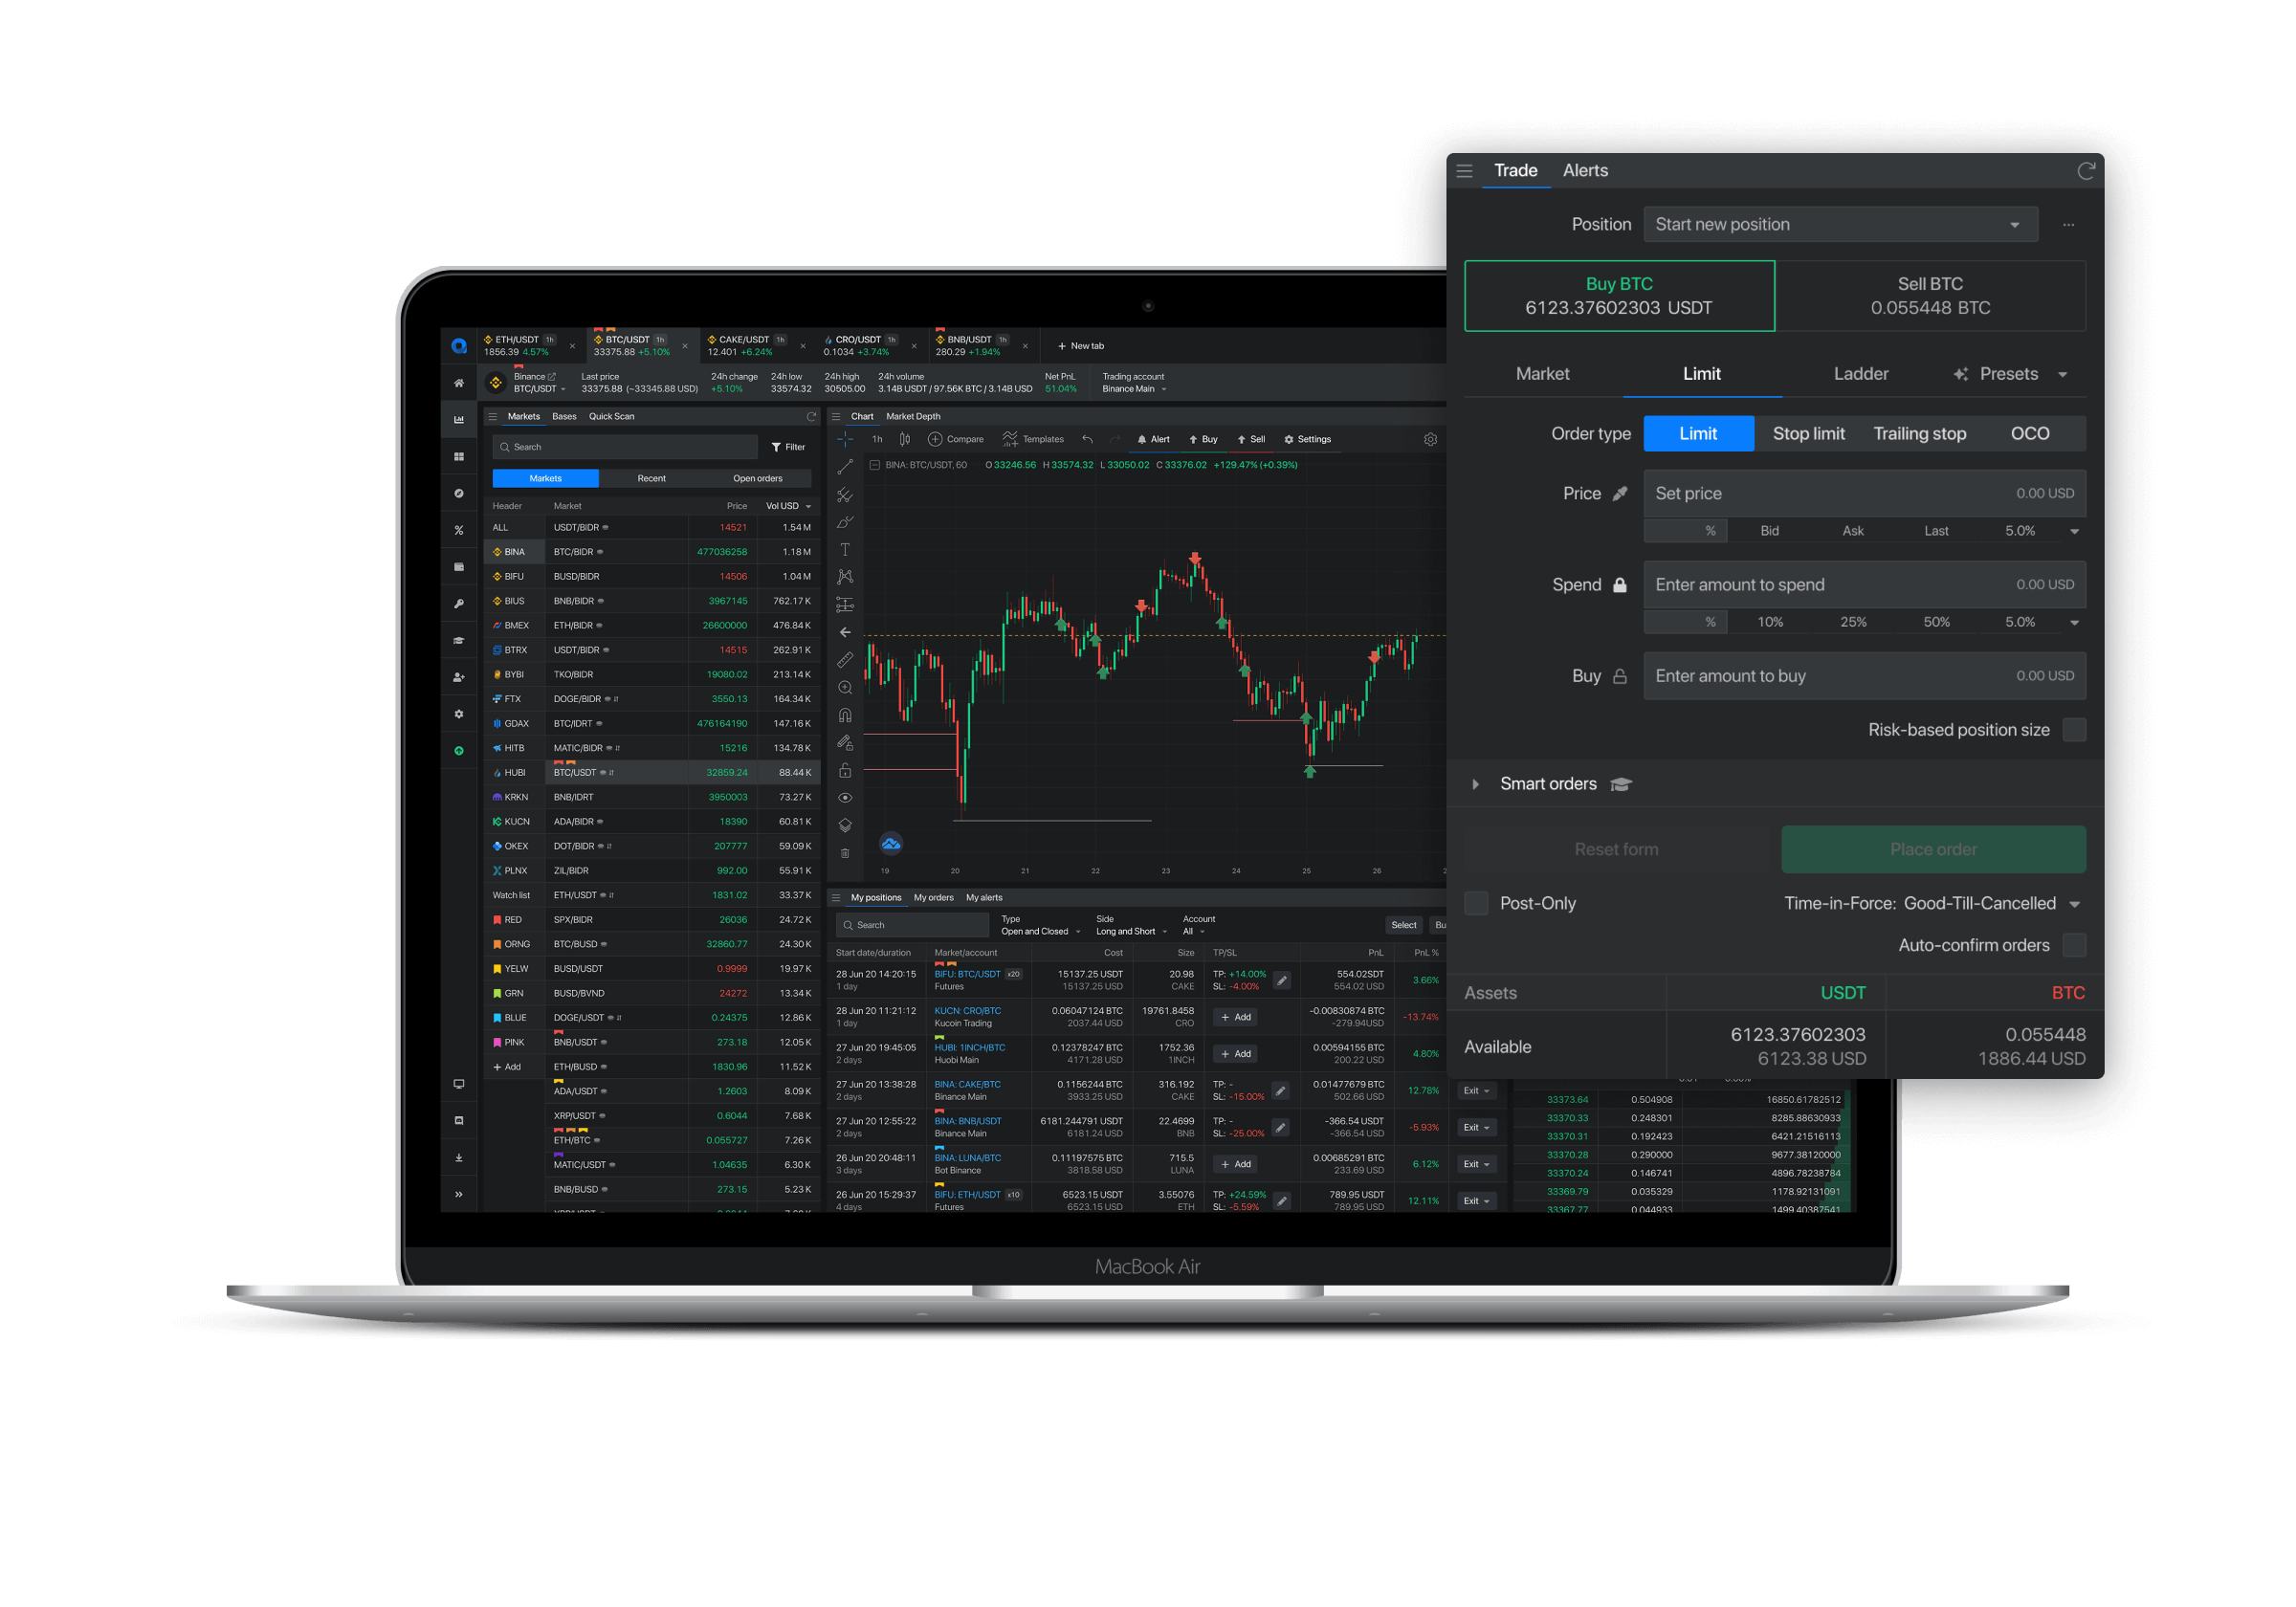 Trade Alerts
Position Start new position ...
Buy BTC Sell BTC
6123.37602303 USDT 0.055448 BTC
Market Limit Ladder Presets
Order type Limit Stop limit Trailing stop OCO
Price Set price 0.00 USD
% Bid Ask Last 5.0%
Spend Enter amount to spend 0.00 USD
% 10% 25% 50% 5.0%
Buy Enter amount to buy 0.00 USD
Risk-based position size
Smart orders
Reset form Place order
Post-Only Time-in-Force: Good-Till-Cancelled
Auto-confirm orders
Assets USDT BTC
Available 6123.37602303 0.055448
6123.38 USD 1886.44 USD
ETH/USDT 1h BTC/USDT 1h CAKE/USDT 1h CRO/USDT 1h BNB/USDT 1h + New tab
1856.39 4.57% 33375.88 +5.10% 12.401 +6.24% 0.1034 +3.74% 280.29 +1.94%
Binance Last price 24h change 24h low 24h high 24h volume Net PnL Trading account
BTC/USDT 33375.88 (~33345.88 USD) +5.10% 33574.32 30505.00 3.14B USDT / 97.56K BTC / 3.14B USD 51.04% Binance Main
Markets Bases Quick Scan
Search Filter
Markets Recent Open orders
Header Market Price Vol USD
ALL USDT/BIDR 14521 1.54 M
BINA BTC/BIDR 477036258 1.18 M
BIFU BUSD/BIDR 14506 1.04 M
BIUS BNB/BIDR 3967145 762.17 K
BMEX ETH/BIDR 26600000 476.84 K
BTRX USDT/BIDR 14515 262.91 K
BYBI TKO/BIDR 19080.02 213.14 K
FTX DOGE/BIDR 3550.13 164.34 K
GDAX BTC/IDRT 476164190 147.16 K
HITB MATIC/BIDR 15216 134.78 K
HUBI BTC/USDT 32859.24 88.44 K
KRKN BNB/IDRT 3950003 73.27 K
KUCN ADA/BIDR 18390 60.81 K
OKEX DOT/BIDR 207777 59.09 K
PLNX ZIL/BIDR 992.00 55.91 K
Watch list ETH/USDT 1831.02 33.37 K
RED SPX/BIDR 26036 24.72 K
ORNG BTC/BUSD 32860.77 24.30 K
YELW BUSD/USDT 0.9999 19.97 K
GRN BUSD/BVND 24272 13.34 K
BLUE DOGE/USDT 0.24375 12.86 K
PINK BNB/USDT 273.18 12.05 K
+ Add ETH/BUSD 1830.96 11.52 K
ADA/USDT 1.2603 8.09 K
XRP/USDT 0.6044 7.68 K
ETH/BTC 0.055727 7.26 K
MATIC/USDT 1.04635 6.30 K
BNB/BUSD 273.15 5.23 K
Chart Market Depth
1h Compare Templates Alert Buy Sell Settings
BINA: BTC/USDT, 60 O 33246.56 H 33574.32 L 33050.02 C 33376.02 +129.47% (+0.39%)
19 20 21 22 23 24 25 26
My positions My orders My alerts
Search Type Side Account
Open and Closed Long and Short All Select Bu
Start date/duration Market/account Cost Size TP/SL PnL PnL %
28 Jun 20 14:20:15 BIFU: BTC/USDT x20 15137.25 USDT 20.98 TP: +14.00% 554.02SDT 3.66%
1 day Futures 15137.25 USD CAKE SL: -4.00% 554.02 USD
28 Jun 20 11:21:12 KUCN: CRO/BTC 0.06047124 BTC 19761.8458 + Add -0.00830874 BTC -13.74%
1 day Kucoin Trading 2037.44 USD CRO -279.94USD
27 Jun 20 19:45:05 HUBI: 1INCH/BTC 0.12378247 BTC 1752.36 + Add 0.00594155 BTC 4.80%
2 days Huobi Main 4171.28 USD 1INCH 200.22 USD
27 Jun 20 13:38:28 BINA: CAKE/BTC 0.1156244 BTC 316.192 TP: - 0.01477679 BTC 12.78% Exit
2 days Binance Main 3933.25 USD CAKE SL: -15.00% 502.66 USD
27 Jun 20 12:55:22 BINA: BNB/USDT 6181.244791 USDT 22.4699 TP: - -366.54 USDT -5.93% Exit
2 days Binance Main 6181.24 USD BNB SL: -25.00% -366.54 USD
26 Jun 20 20:48:11 BINA: LUNA/BTC 0.11197575 BTC 715.5 + Add 0.00685291 BTC 6.12% Exit
3 days Bot Binance 3818.58 USD LUNA 233.69 USD
26 Jun 20 15:29:37 BIFU: ETH/USDT x10 6523.15 USDT 3.55076 TP: +24.59% 789.95 USDT 12.11% Exit
4 days Futures 6523.15 USD ETH SL: -5.59% 789.95 USD
33373.64 0.504908 16850.61782512
33370.33 0.248301 8285.88630933
33370.31 0.192423 6421.21516113
33370.28 0.290000 9677.38120000
33370.24 0.146741 4896.78238784
33369.79 0.035329 1178.92131091
33367.77 0.044933 1499.40387541
MacBook Air